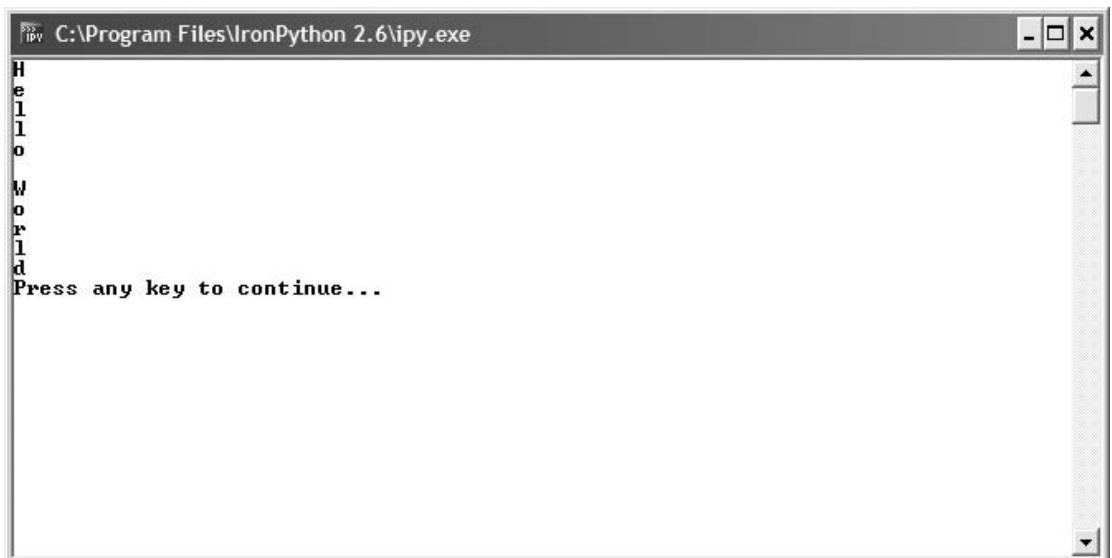 C:\Program Files\IronPython 2.6\ipy.exe
H
e
l
l
o

W
o
r
l
d
Press any key to continue...